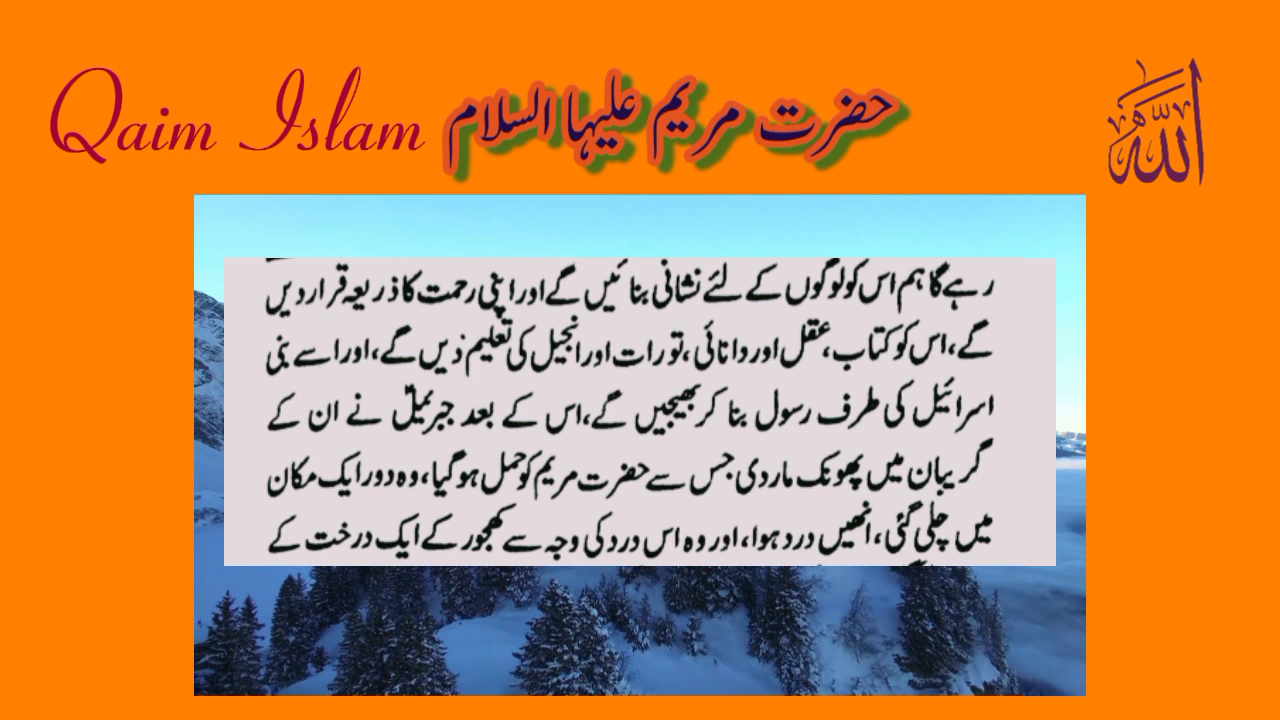 Qaim Islam
حضرت مریم علیہا السلام
الله
رہے گا ہم اس کو لوگوں کے لئے نشانی بنائیں گے اور اپنی رحمت کا ذریعہ قرار دیں
گے، اس کو کتاب، عقل اور دانائی، تورات اور انجیل کی تعلیم دیں گے، اور اسے بنی
اسرائیل کی طرف رسول بنا کر بھیجیں گے، اس کے بعد جبرئیلؑ نے ان کے
گریبان میں پھونک ماردی جس سے حضرت مریم کو حمل ہو گیا، وہ دور ایک مکان
میں چلی گئی، انھیں درد ہوا، اور وہ اس درد کی وجہ سے کھجور کے ایک درخت کے